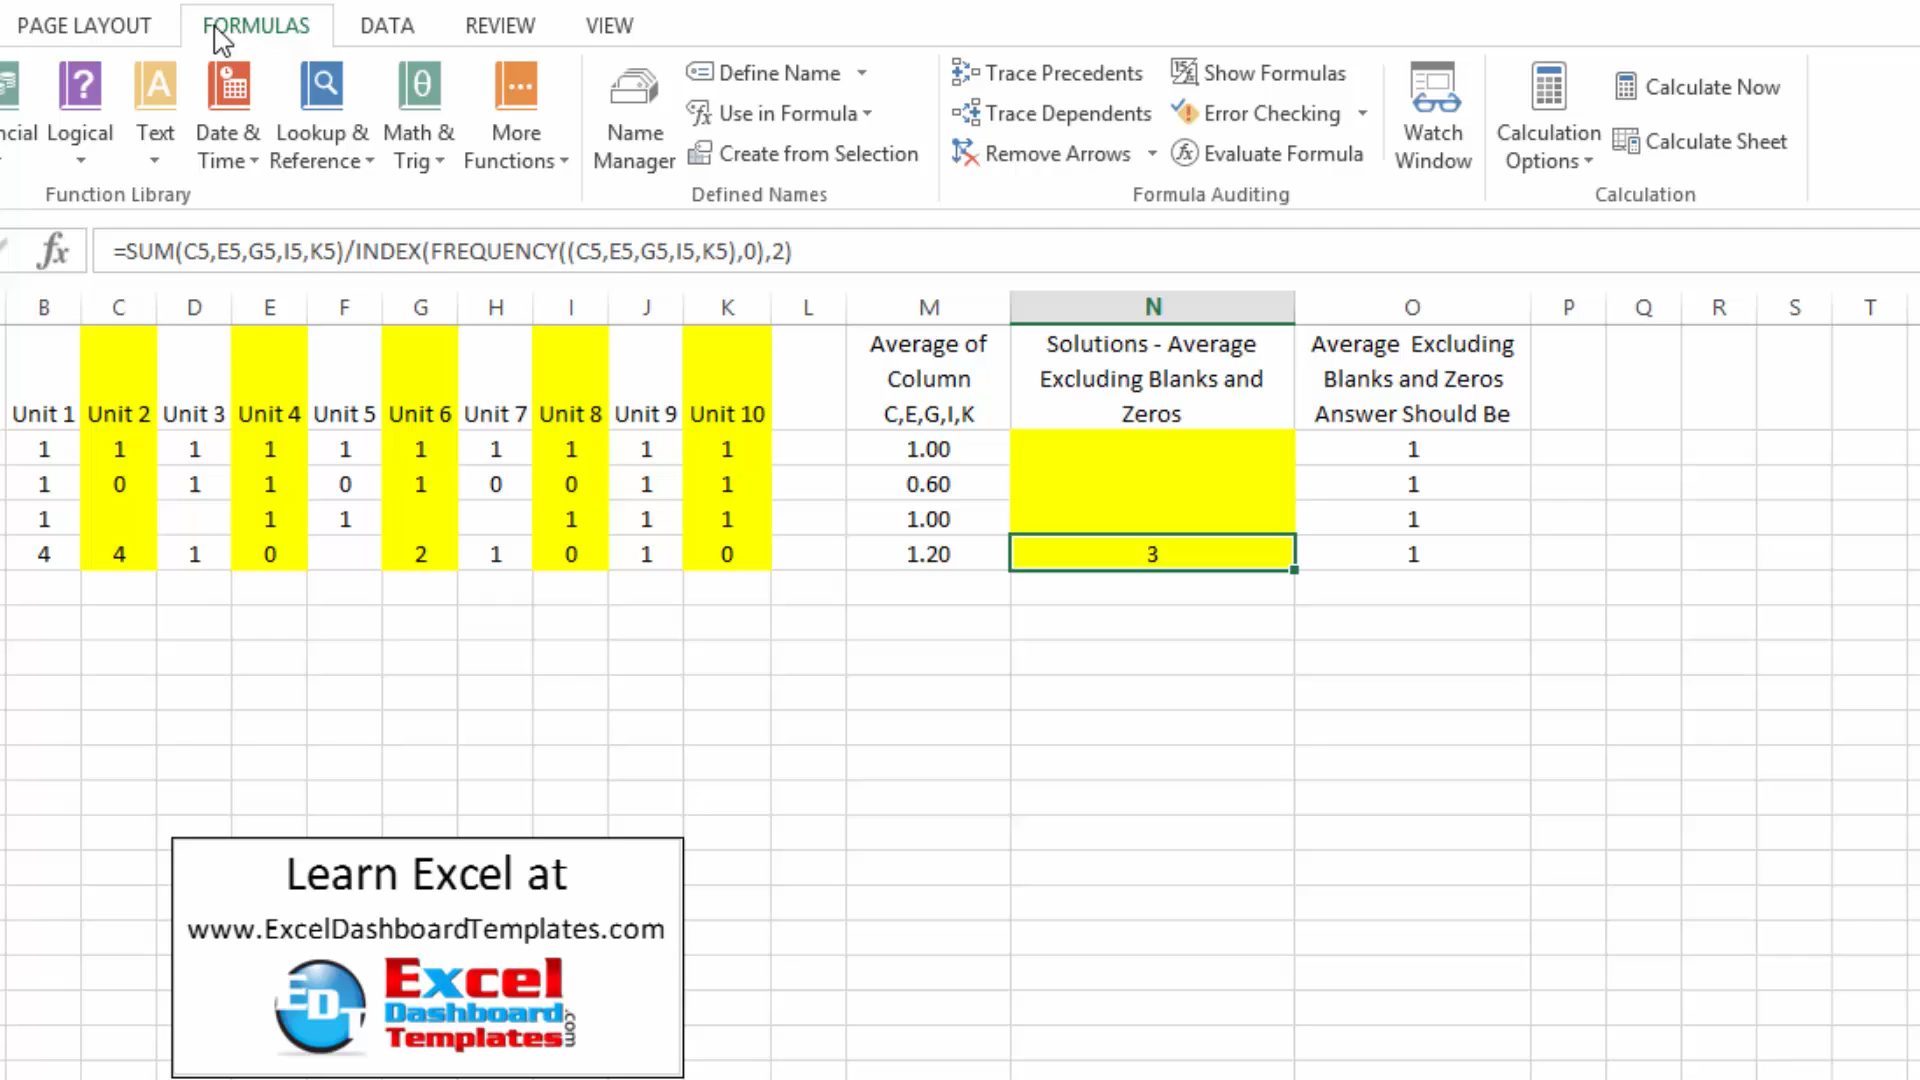 PAGE LAYOUT FORMULAS DATA REVIEW VIEW
ncial Logical Text Date & Time Lookup & Reference Math & Trig More Functions
Function Library
Name Manager
Define Name
Use in Formula
Create from Selection
Defined Names
Trace Precedents
Trace Dependents
Remove Arrows
Show Formulas
Error Checking
Evaluate Formula
Formula Auditing
Watch Window
Calculation Options
Calculate Now
Calculate Sheet
Calculation
fx =SUM(C5,E5,G5,I5,K5)/INDEX(FREQUENCY((C5,E5,G5,I5,K5),0),2)
B C D E F G H I J K L M N O P Q R S T
Average of Column C,E,G,I,K
Solutions - Average Excluding Blanks and Zeros
Average Excluding Blanks and Zeros Answer Should Be
Unit 1 Unit 2 Unit 3 Unit 4 Unit 5 Unit 6 Unit 7 Unit 8 Unit 9 Unit 10
1 1 1 1 1 1 1 1 1 1 1.00 1
1 0 1 1 0 1 0 0 1 1 0.60 1
1 1 1 1 1 1 1.00 1
4 4 1 0 2 1 0 1 0 1.20 3 1
Learn Excel at
www.ExcelDashboardTemplates.com
EDT
Excel
Dashboard
Templates.com